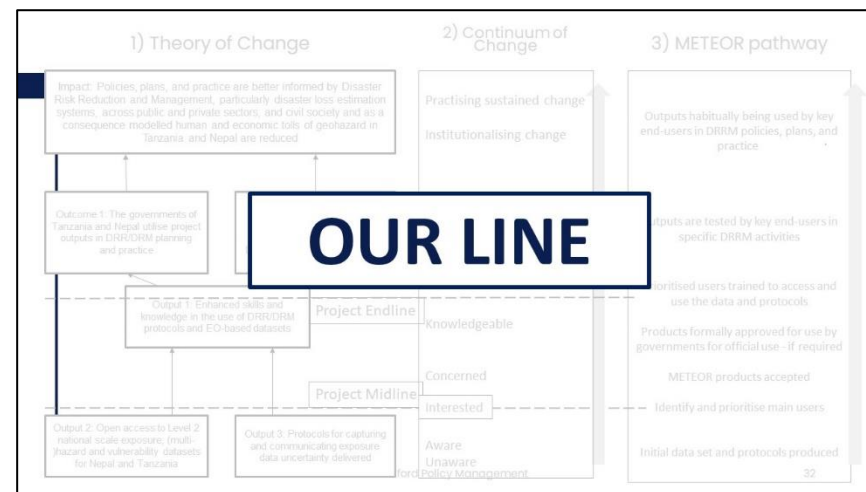 1) Theory of Change
2) Continuum of
Change
3) METEOR pathway
Impact: Policies, plans, and practice are better informed by Disaster
Risk Reduction and Management, particularly disaster loss estimation
systems, across public and private sectors, and civil society and as a
consequence modelled human and economic tolls of geohazard in
Tanzania and Nepal are reduced
Outcome 1: The governments of
Tanzania and Nepal utilise project
outputs in DRR/DRM planning
and practice
OUR LINE
Output 1: Enhanced skills and
knowledge in the use of DRR/DRM
protocols and EO-based datasets
Project Endline
Project Midline
Output 2: Open access to Level 2
national scale exposure, (multi-
)hazard and vulnerability datasets
for Nepal and Tanzania
Output 3: Protocols for capturing
and communicating exposure
data uncertainty delivered
Practising sustained change
Institutionalising change
Knowledgeable
Concerned
Interested
Aware
Unaware
Outputs habitually being used by key
end-users in DRRM policies, plans, and
practice
are tested by key end-users in
specific DRRM activities
users trained to access and
use the data and protocols
Products formally approved for use by
governments for official use - if required
METEOR products accepted
Identify and prioritise main users
Initial data set and protocols produced
ford Policy Management
32